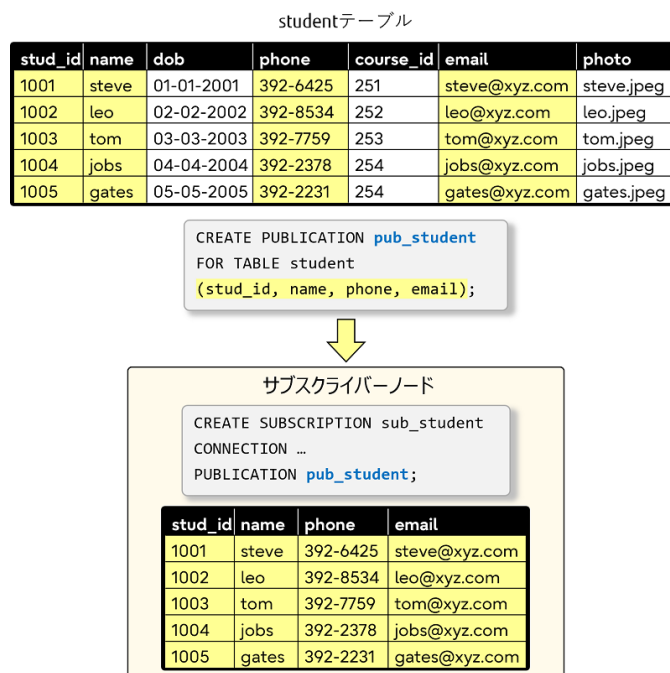 studentテーブル
stud_id name dob phone course_id email photo
1001 steve 01-01-2001 392-6425 251 steve@xyz.com steve.jpeg
1002 leo 02-02-2002 392-8534 252 leo@xyz.com leo.jpeg
1003 tom 03-03-2003 392-7759 253 tom@xyz.com tom.jpeg
1004 jobs 04-04-2004 392-2378 254 jobs@xyz.com jobs.jpeg
1005 gates 05-05-2005 392-2231 254 gates@xyz.com gates.jpeg
CREATE PUBLICATION pub_student
FOR TABLE student
(stud_id, name, phone, email);
サブスクライバーノード
CREATE SUBSCRIPTION sub_student
CONNECTION …
PUBLICATION pub_student;
stud_id name phone email
1001 steve 392-6425 steve@xyz.com
1002 leo 392-8534 leo@xyz.com
1003 tom 392-7759 tom@xyz.com
1004 jobs 392-2378 jobs@xyz.com
1005 gates 392-2231 gates@xyz.com